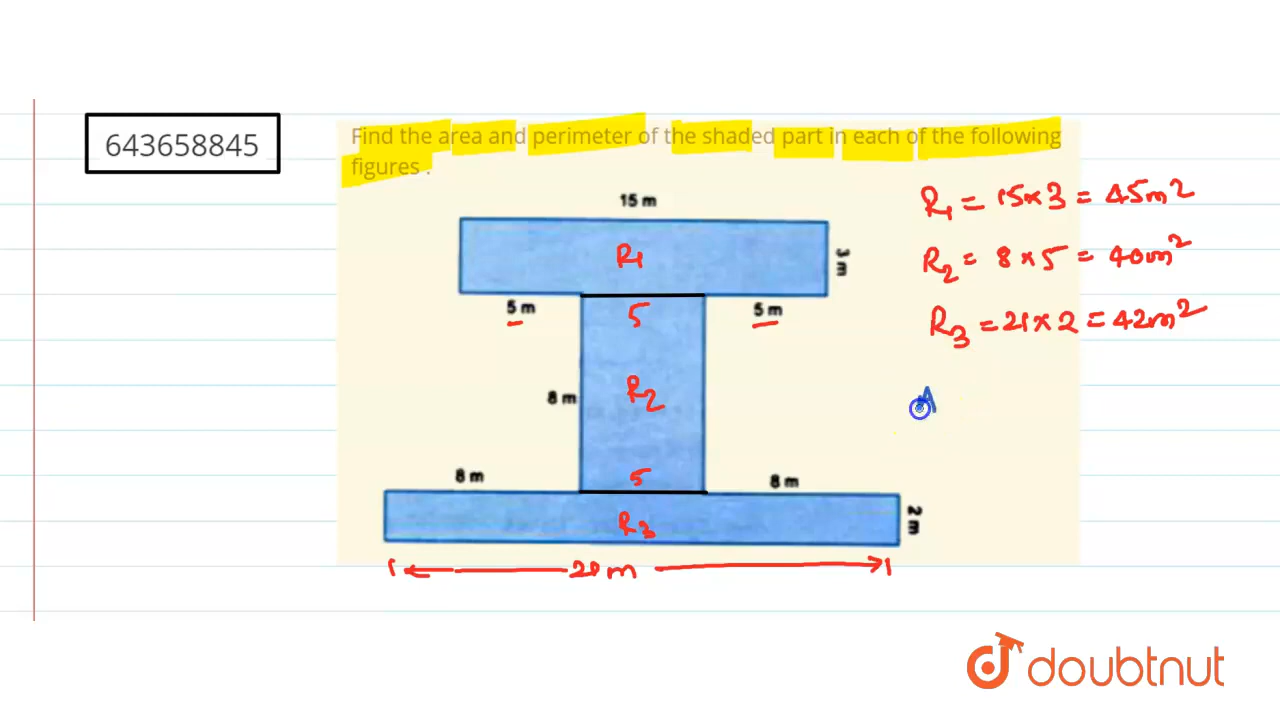 643658845
Find the area and perimeter of the shaded part in each of the following
figures .
15 m
R1 = 15 x 3 = 45m2
R1
3 m
R2 = 8 x 5 = 40m2
5 m
5
5 m
R3 = 21 x 2 = 42m2
8 m
R2
A
8 m
5
8 m
R3
2 m
21 m
doubtnut